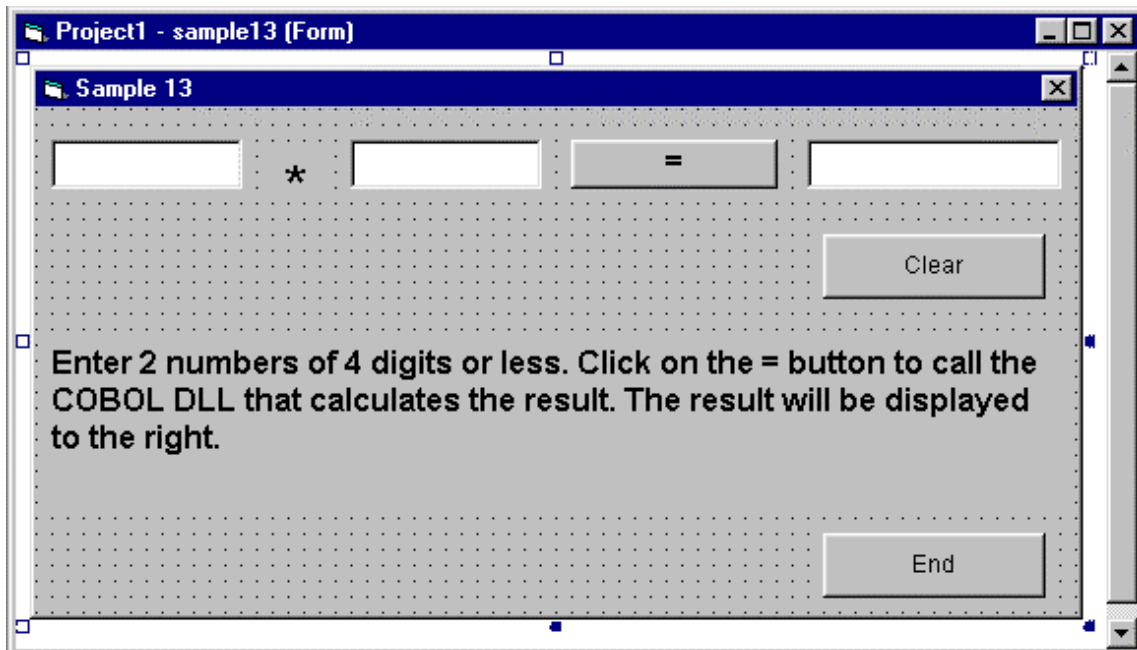 Project1 - sample13 (Form)
Sample 13
* =
Clear
Enter 2 numbers of 4 digits or less. Click on the = button to call the
COBOL DLL that calculates the result. The result will be displayed
to the right.
End